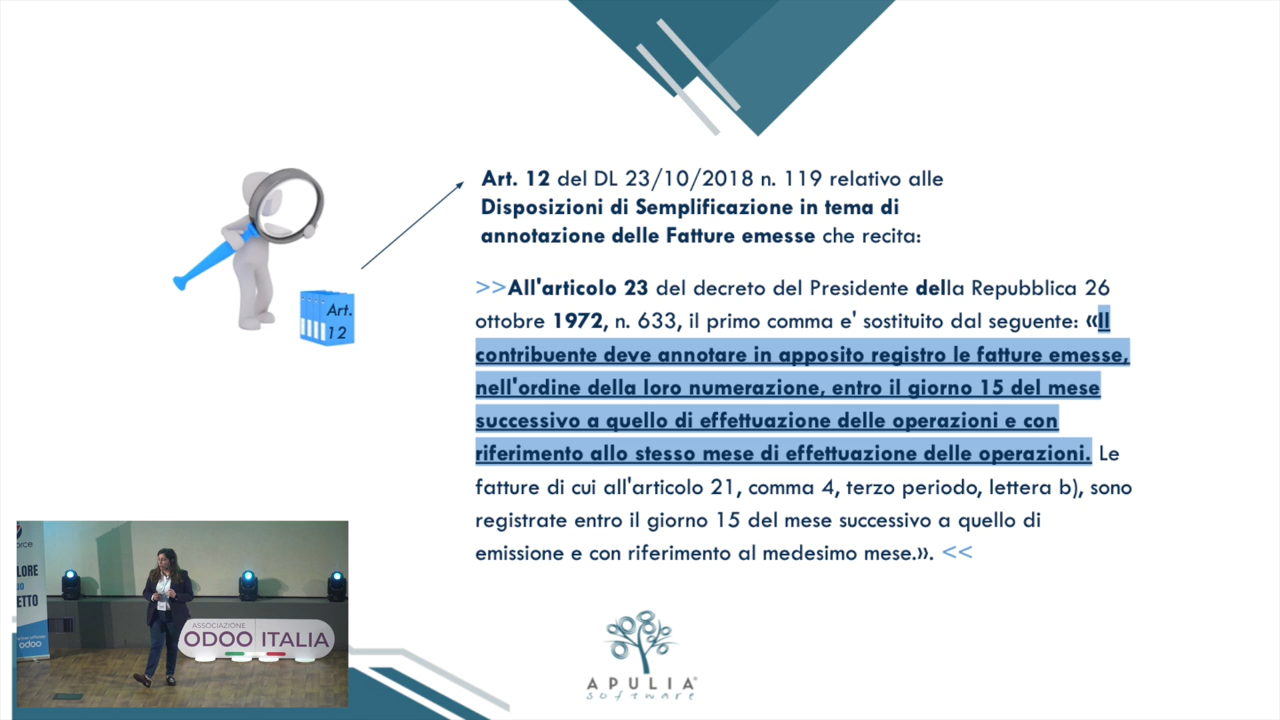 Art. 12 del DL 23/10/2018 n. 119 relativo alle
Disposizioni di Semplificazione in tema di
annotazione delle Fatture emesse che recita:
>>All'articolo 23 del decreto del Presidente della Repubblica 26
ottobre 1972, n. 633, il primo comma e' sostituito dal seguente: «Il
contribuente deve annotare in apposito registro le fatture emesse,
nell'ordine della loro numerazione, entro il giorno 15 del mese
successivo a quello di effettuazione delle operazioni e con
riferimento allo stesso mese di effettuazione delle operazioni. Le
fatture di cui all'articolo 21, comma 4, terzo periodo, lettera b), sono
registrate entro il giorno 15 del mese successivo a quello di
emissione e con riferimento al medesimo mese.». <<
Art.
12
ASSOCIAZIONE
ODOO ITALIA
odoo
APULIA
software